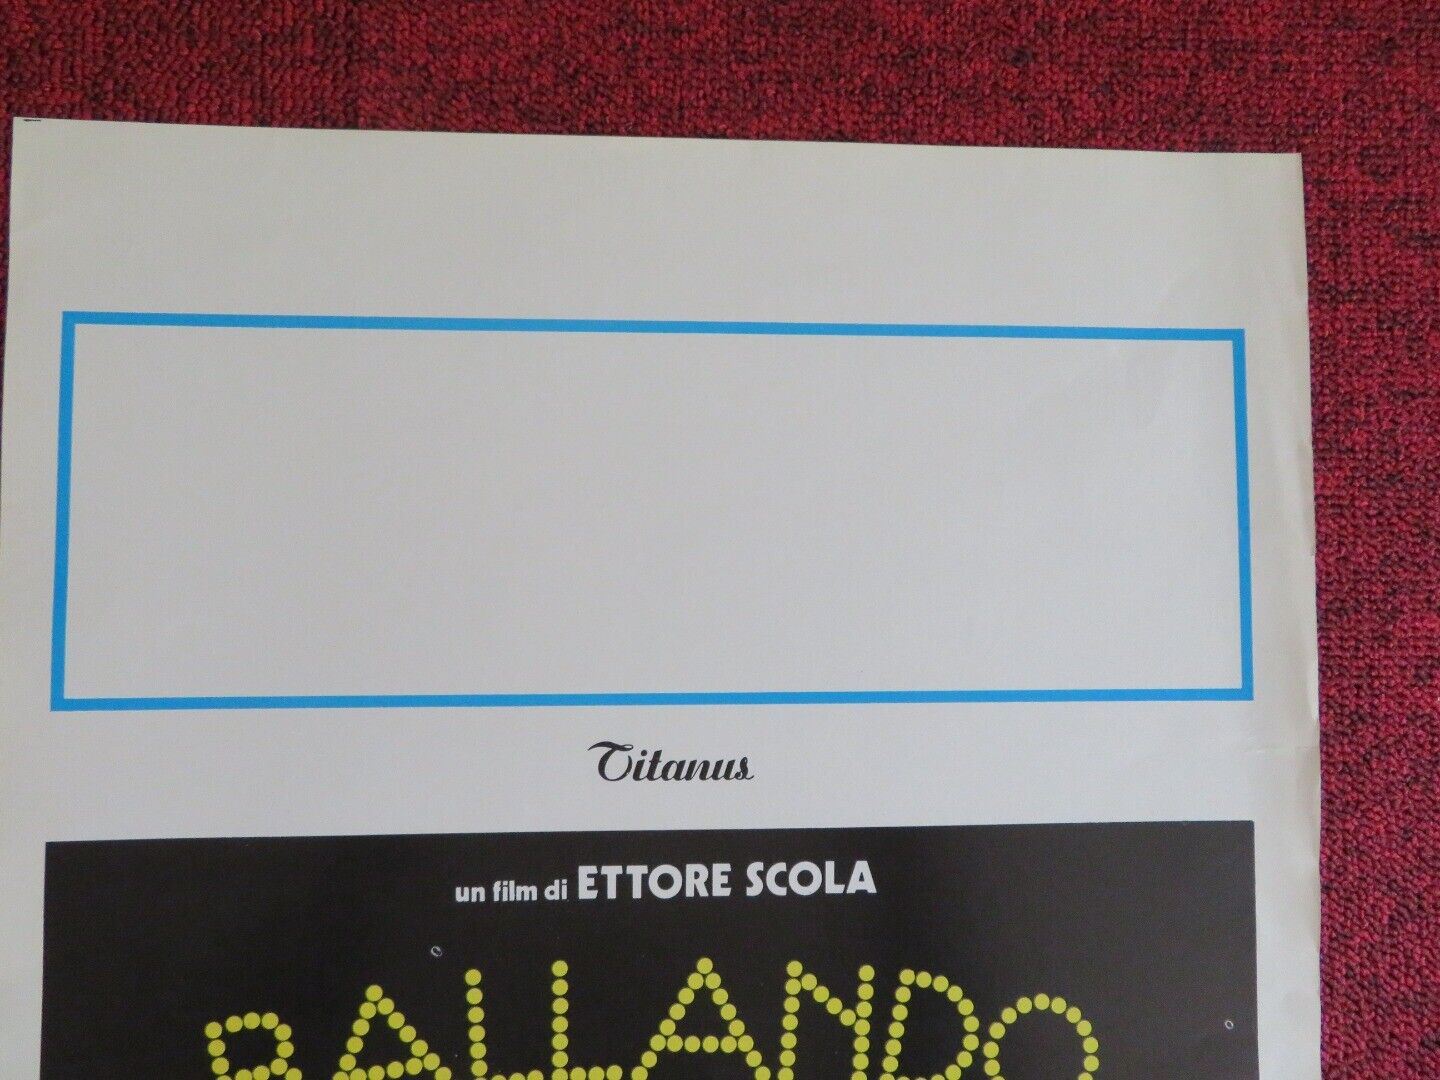 Titanus
un film di ETTORE SCOLA
BALLANDO